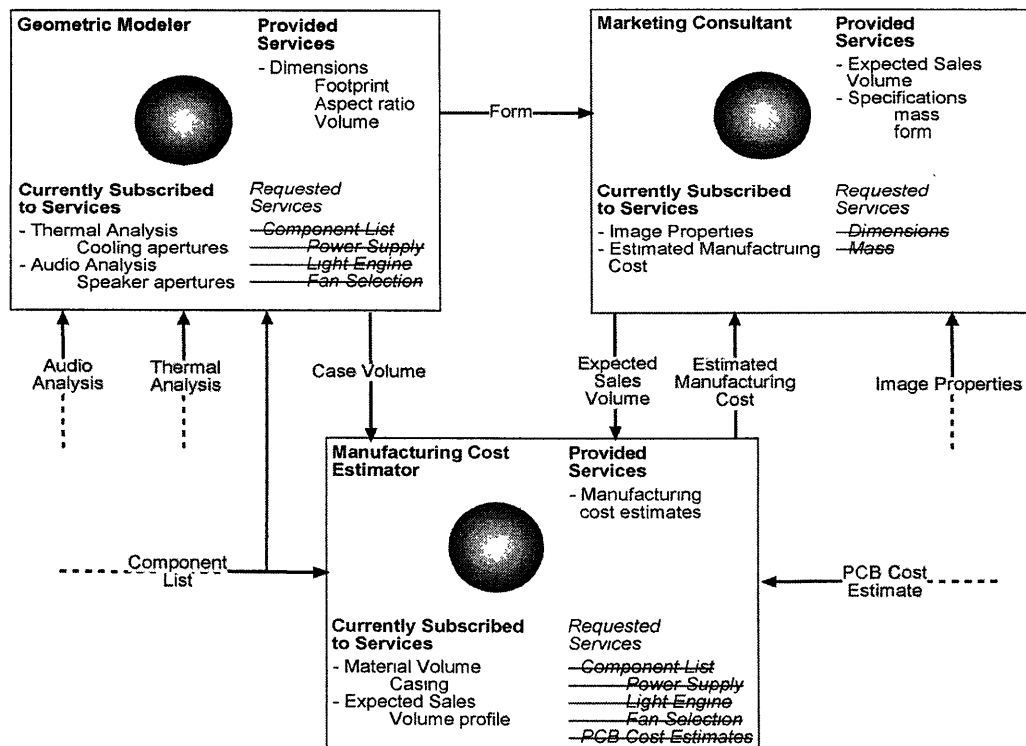 Geometric Modeler
Provided
Services
- Dimensions
Footprint
Aspect ratio
Volume
Currently Subscribed
to Services
- Thermal Analysis
Cooling apertures
- Audio Analysis
Speaker apertures
Requested
Services
- Component List
Power Supply
Light Engine
Fan Selection
Form
Marketing Consultant
Provided
Services
- Expected Sales
Volume
- Specifications
mass
form
Currently Subscribed
to Services
- Image Properties
- Estimated Manufactruing
Cost
Requested
Services
- Dimensions
- Mass
Audio
Analysis
Thermal
Analysis
Case Volume
Expected
Sales
Volume
Estimated
Manufacturing
Cost
Image Properties
Manufacturing Cost
Estimator
Provided
Services
- Manufacturing
cost estimates
Component
List
PCB Cost
Estimate
Currently Subscribed
to Services
- Material Volume
Casing
- Expected Sales
Volume profile
Requested
Services
- Component List
Power Supply
Light Engine
Fan Selection
- PCB Cost Estimates